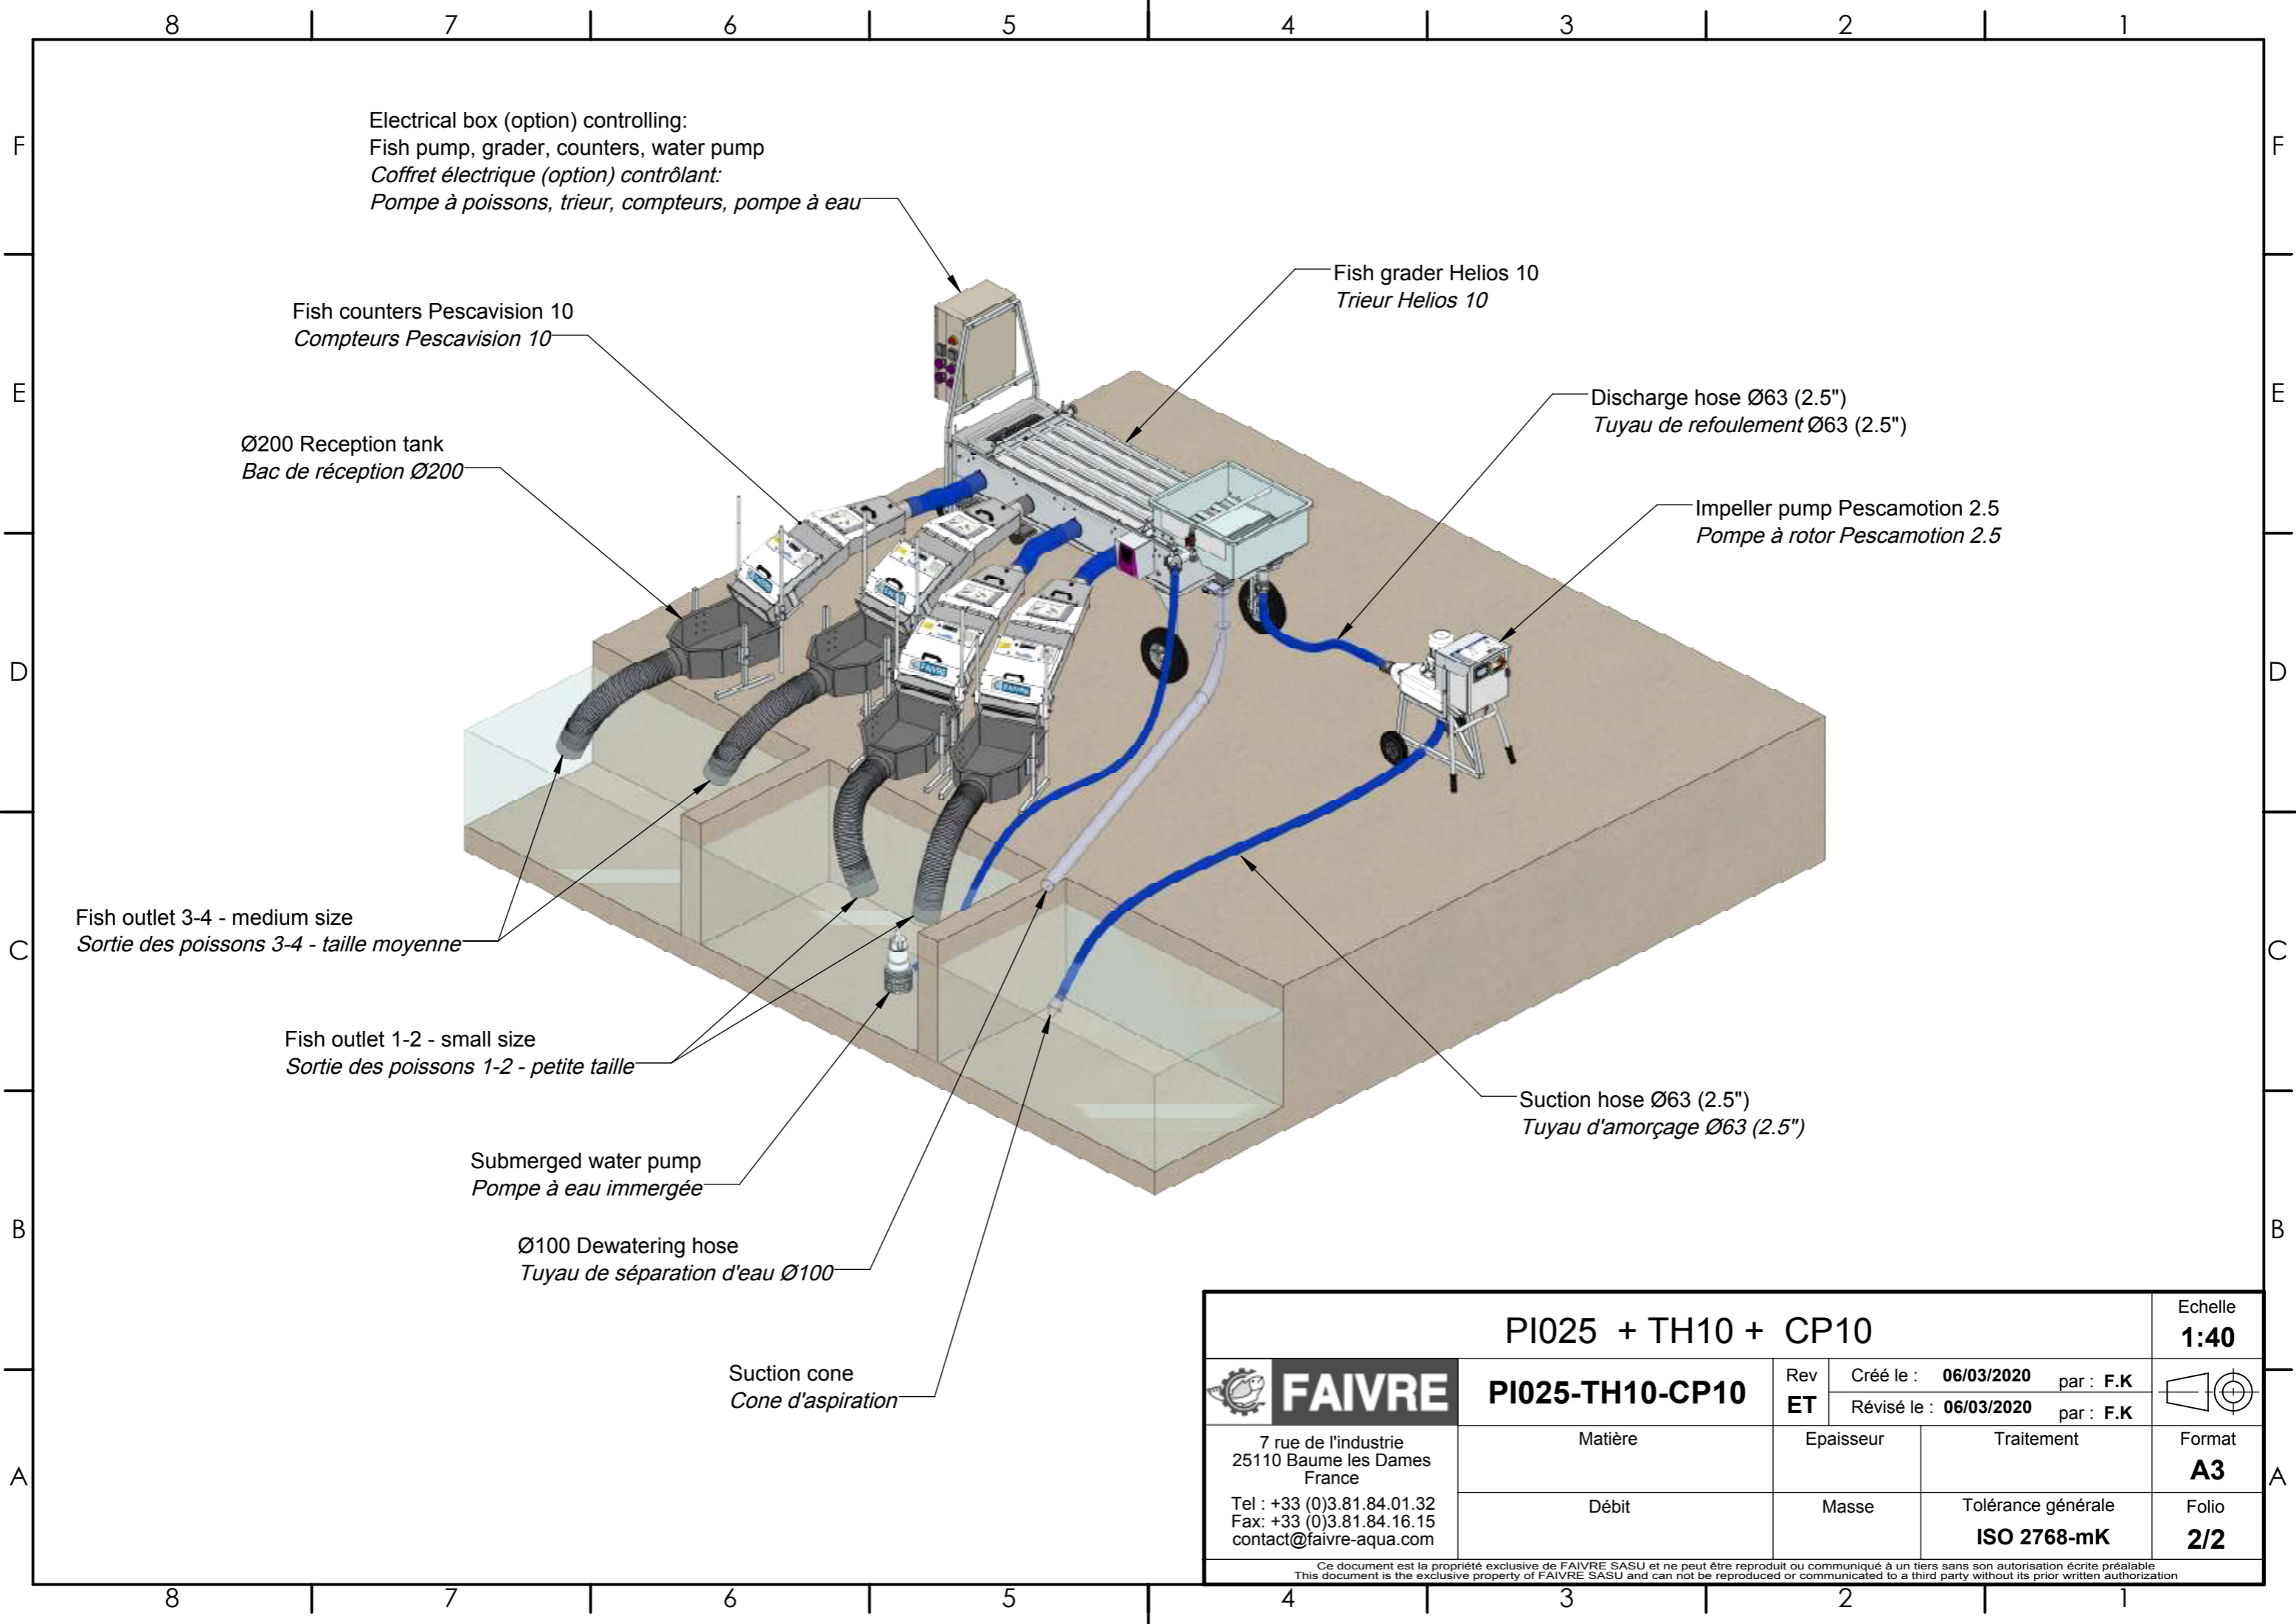 8 7 6 5 4 3 2 1
F F
E E
D D
C C
B B
A A
Electrical box (option) controlling:
Fish pump, grader, counters, water pump
Coffret électrique (option) contrôlant:
Pompe à poissons, trieur, compteurs, pompe à eau
Fish grader Helios 10
Trieur Helios 10
Fish counters Pescavision 10
Compteurs Pescavision 10
Discharge hose Ø63 (2.5")
Tuyau de refoulement Ø63 (2.5")
Ø200 Reception tank
Bac de réception Ø200
Impeller pump Pescamotion 2.5
Pompe à rotor Pescamotion 2.5
FAIVRE
FAIVRE
FAIVRE
FAIVRE
Fish outlet 3-4 - medium size
Sortie des poissons 3-4 - taille moyenne
Fish outlet 1-2 - small size
Sortie des poissons 1-2 - petite taille
Suction hose Ø63 (2.5")
Tuyau d'amorçage Ø63 (2.5")
Submerged water pump
Pompe à eau immergée
Ø100 Dewatering hose
Tuyau de séparation d'eau Ø100
Suction cone
Cone d'aspiration
PI025 + TH10 + CP10
Echelle
1:40
FAIVRE
PI025-TH10-CP10
Rev
ET
Créé le : 06/03/2020 par : F.K
Révisé le : 06/03/2020 par : F.K
7 rue de l'industrie
25110 Baume les Dames
France
Tel : +33 (0)3.81.84.01.32
Fax: +33 (0)3.81.84.16.15
contact@faivre-aqua.com
Matière
Epaisseur
Traitement
Format
A3
Débit
Masse
Tolérance générale
ISO 2768-mK
Folio
2/2
Ce document est la propriété exclusive de FAIVRE SASU et ne peut être reproduit ou communiqué à un tiers sans son autorisation écrite préalable
This document is the exclusive property of FAIVRE SASU and can not be reproduced or communicated to a third party without its prior written authorization
8 7 6 5 4 3 2 1